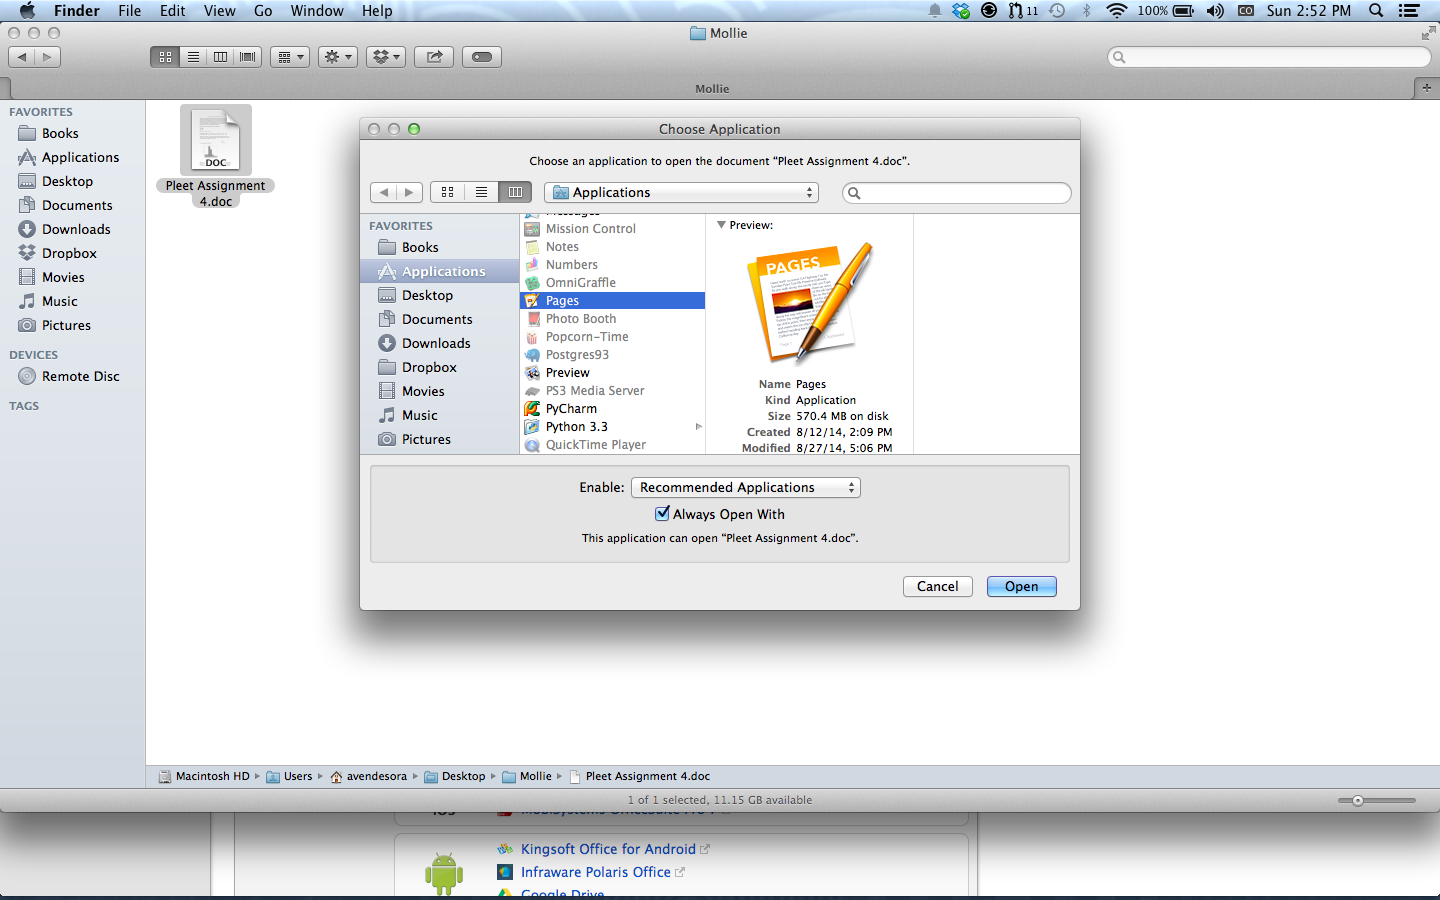 Finder File Edit View Go Window Help 11 100% CO Sun 2:52 PM
Mollie
Mollie
FAVORITES
Books
Applications
Desktop
Documents
Downloads
Dropbox
Movies
Music
Pictures
DEVICES
Remote Disc
TAGS
DOC
Pleet Assignment
4.doc
Choose Application
Choose an application to open the document “Pleet Assignment 4.doc”.
Applications
FAVORITES
Books
Applications
Desktop
Documents
Downloads
Dropbox
Movies
Music
Pictures
Messages
Mission Control
Notes
Numbers
OmniGraffle
Pages
Photo Booth
Popcorn-Time
Postgres93
Preview
PS3 Media Server
PyCharm
Python 3.3
QuickTime Player
Preview:
PAGES
Name Pages
Kind Application
Size 570.4 MB on disk
Created 8/12/14, 2:09 PM
Modified 8/27/14, 5:06 PM
Enable: Recommended Applications
Always Open With
This application can open “Pleet Assignment 4.doc”.
Cancel Open
Macintosh HD Users avendesora Desktop Mollie Pleet Assignment 4.doc
1 of 1 selected, 11.15 GB available
Kingsoft Office for Android
Infraware Polaris Office
Google Drive